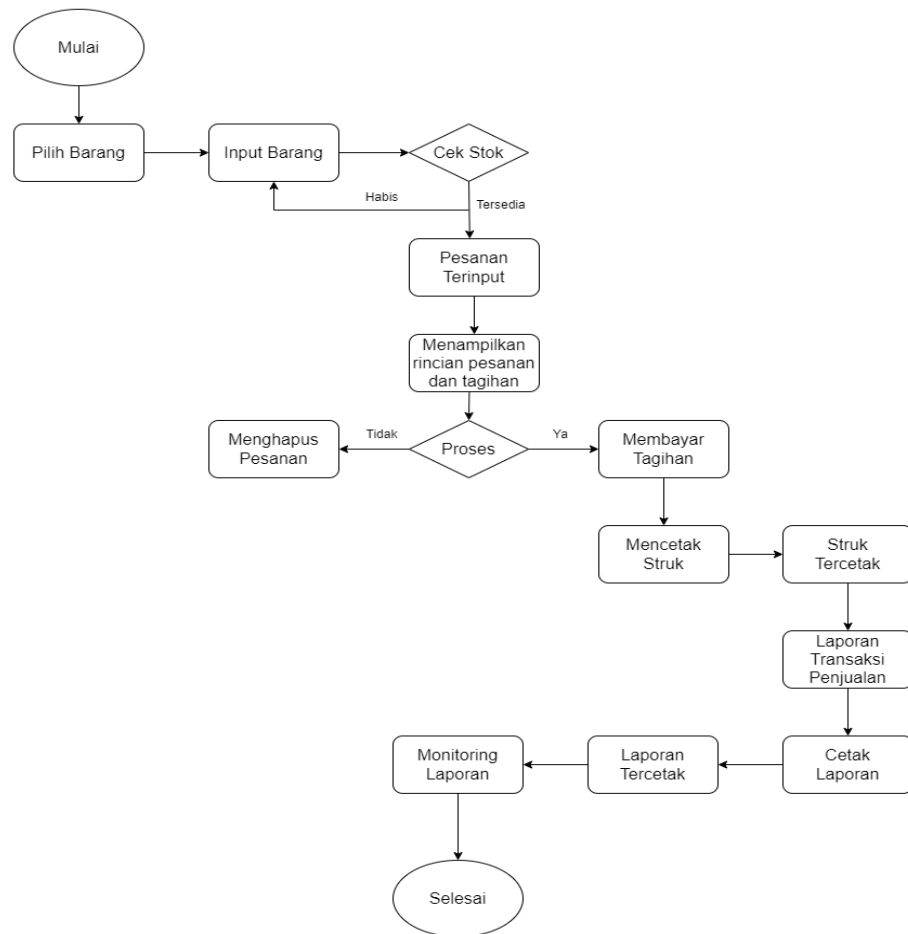 Mulai
Pilih Barang
Input Barang
Cek Stok
Habis
Tersedia
Pesanan
Terinput
Menampilkan
rincian pesanan
dan tagihan
Menghapus
Pesanan
Tidak
Proses
Ya
Membayar
Tagihan
Mencetak
Struk
Struk
Tercetak
Laporan
Transaksi
Penjualan
Monitoring
Laporan
Laporan
Tercetak
Cetak
Laporan
Selesai